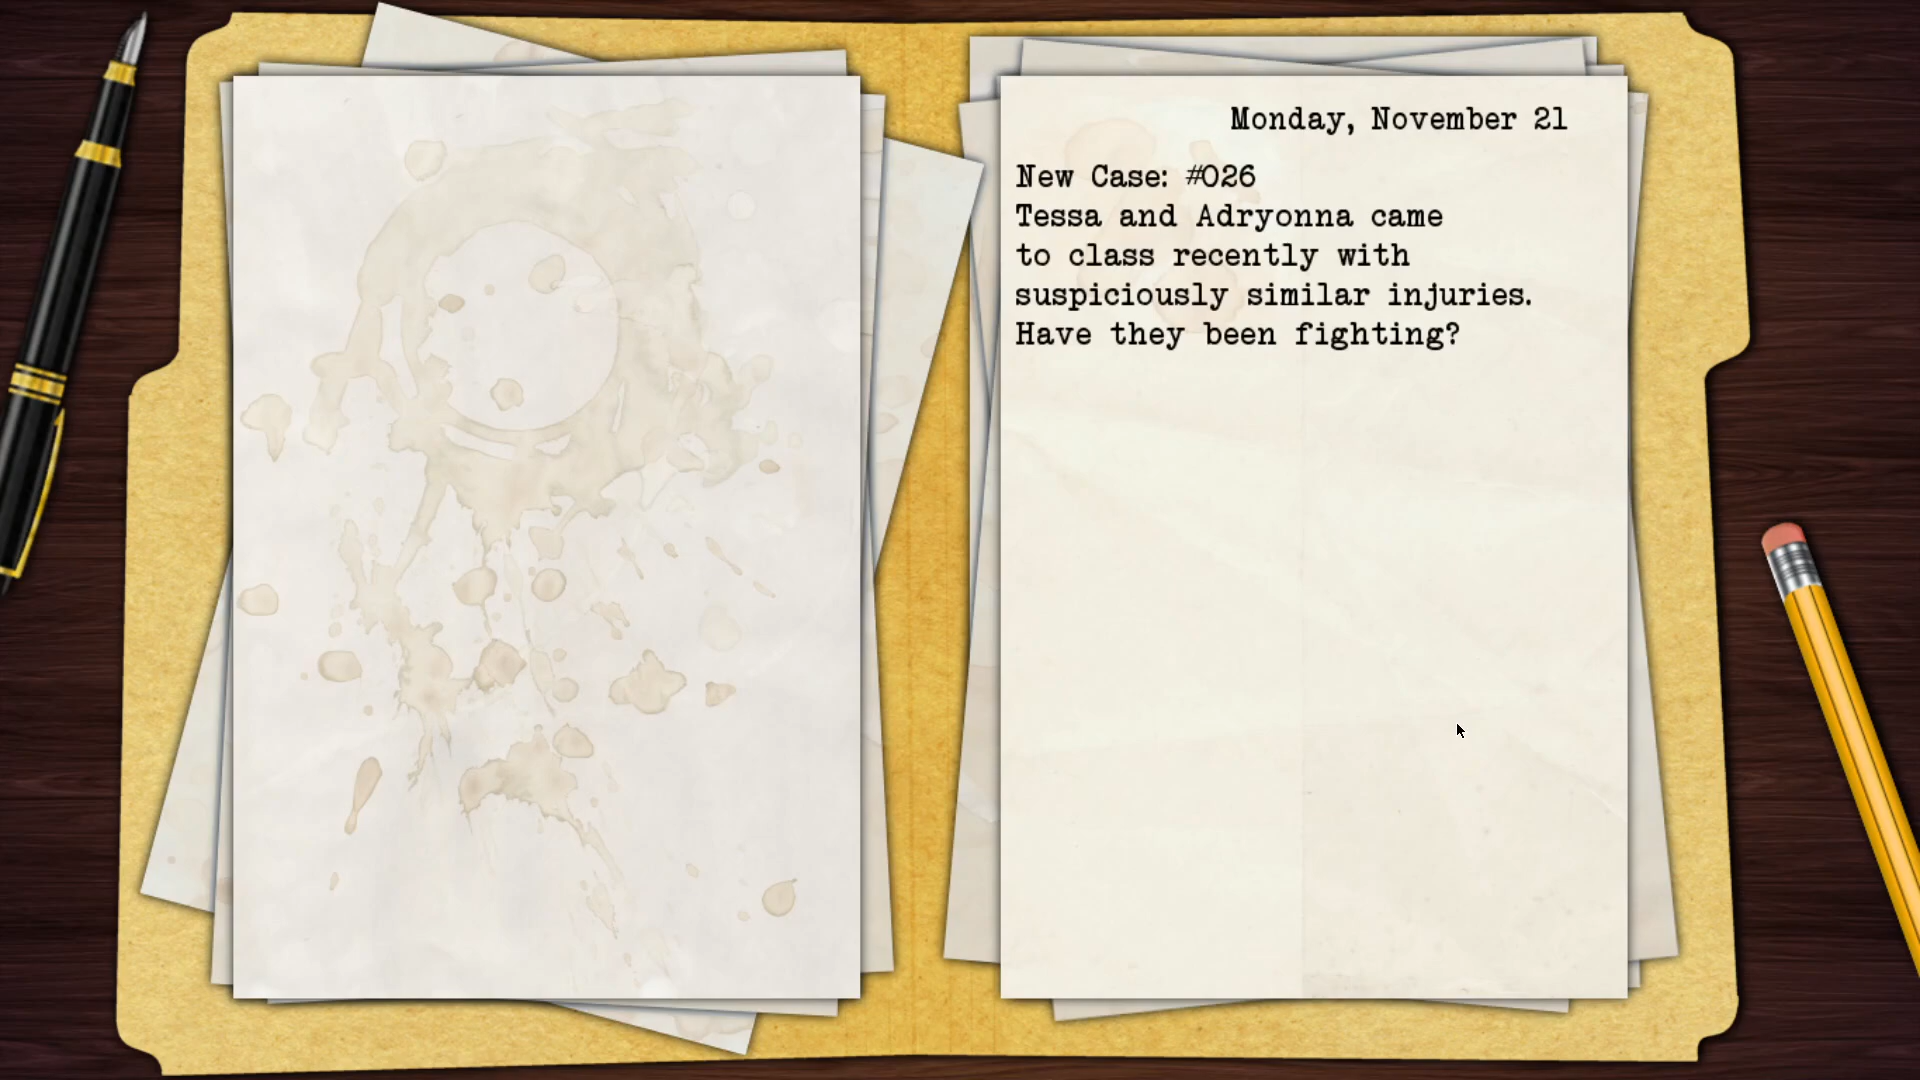 Monday, November 21
New Case: #026
Tessa and Adryonna came
to class recently with
suspiciously similar injuries.
Have they been fighting?